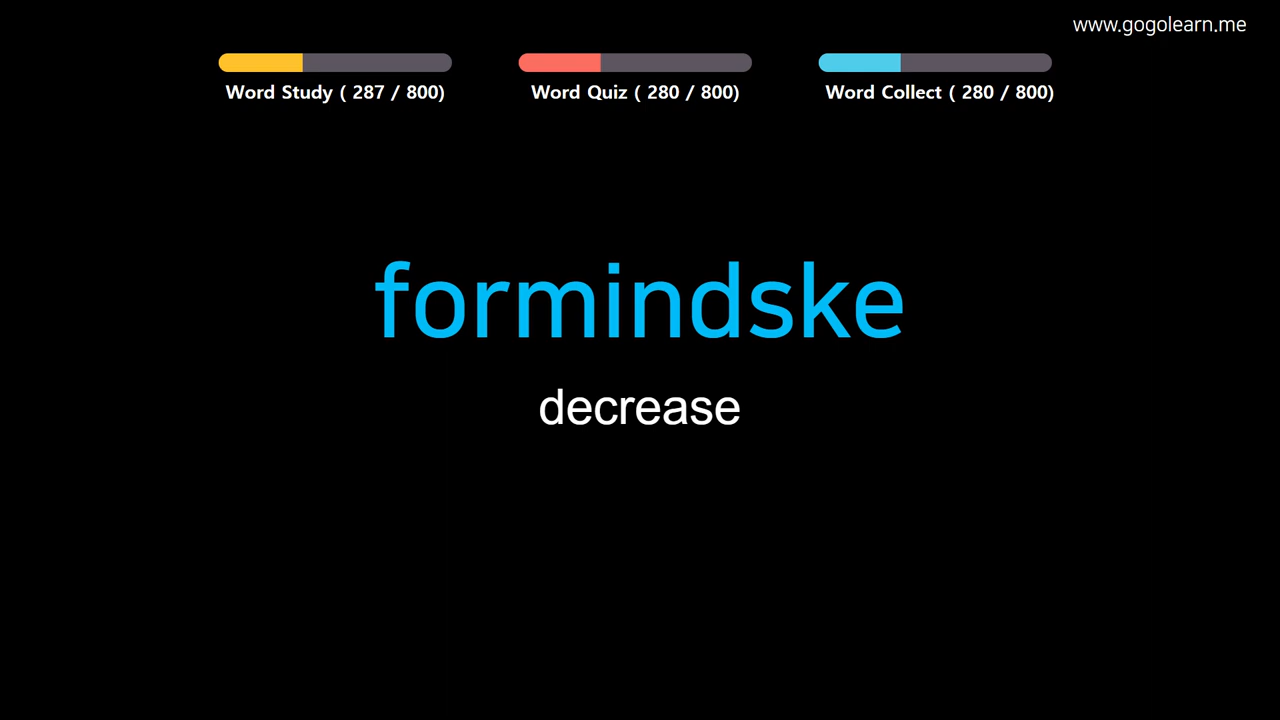 www.gogolearn.me
Word Study ( 287 / 800)
Word Quiz ( 280 / 800)
Word Collect ( 280 / 800)
formindske
decrease